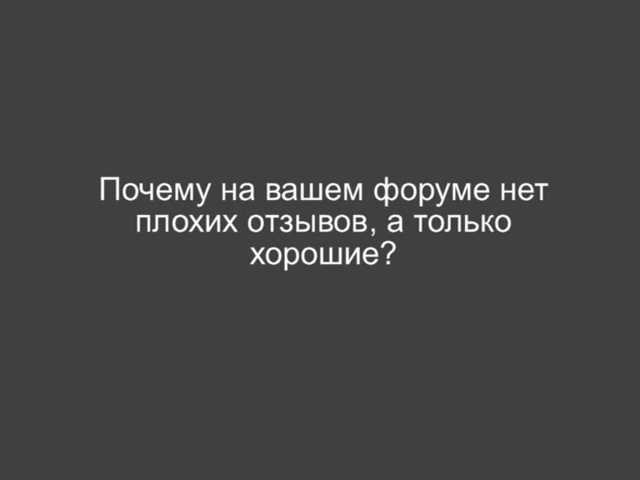 Почему на вашем форуме нет
плохих отзывов, а только
хорошие?